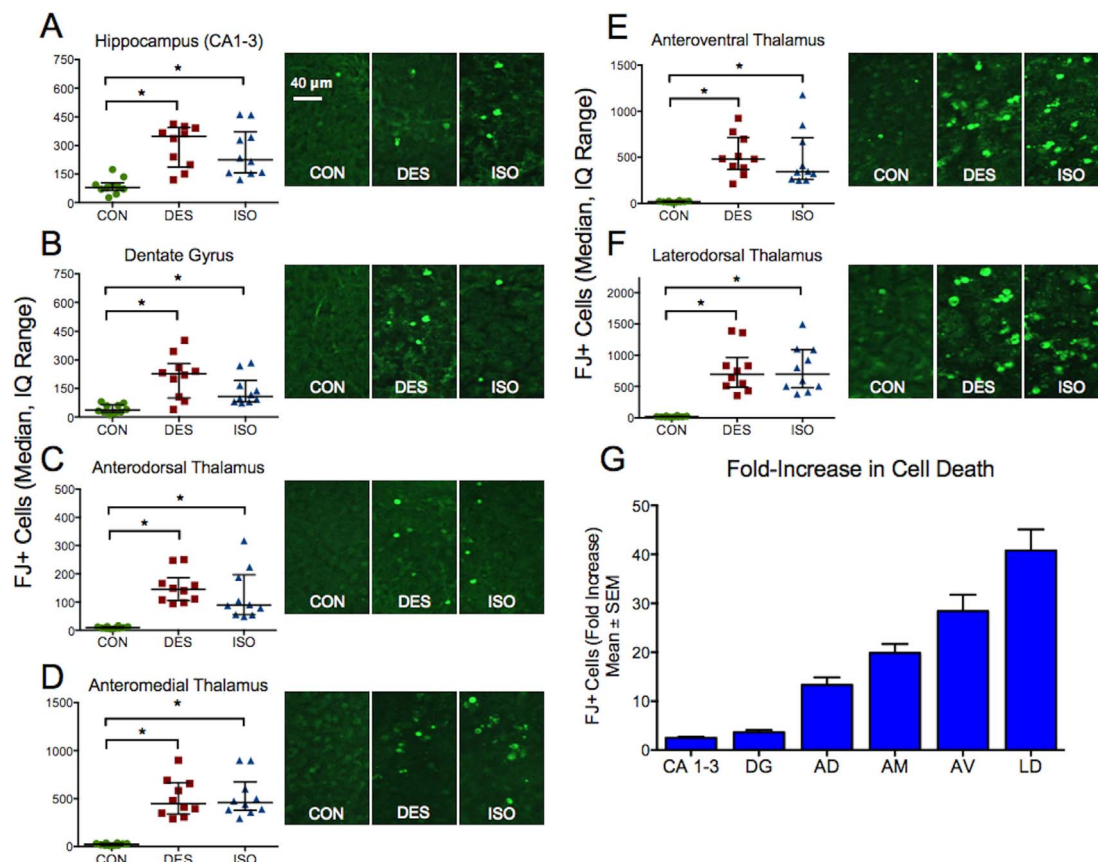 A
Hippocampus (CA1-3)
750
600
450
300
150
0
*
*
CON
DES
ISO
40 µm
CON
DES
ISO
B
Dentate Gyrus
750
600
450
300
150
0
*
*
CON
DES
ISO
CON
DES
ISO
C
Anterodorsal Thalamus
500
400
300
200
100
0
*
*
CON
DES
ISO
CON
DES
ISO
D
Anteromedial Thalamus
1500
1000
500
0
*
*
CON
DES
ISO
CON
DES
ISO
FJ+ Cells (Median, IQ Range)
E
Anteroventral Thalamus
1500
1000
500
0
*
*
CON
DES
ISO
CON
DES
ISO
F
Laterodorsal Thalamus
2000
1500
1000
500
0
*
*
CON
DES
ISO
CON
DES
ISO
FJ+ Cells (Median, IQ Range)
G
Fold-Increase in Cell Death
FJ+ Cells (Fold Increase)
Mean ± SEM
50
40
30
20
10
0
CA 1-3
DG
AD
AM
AV
LD